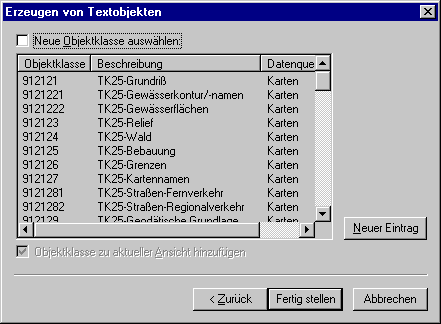 Erzeugen von Textobjekten
Neue Objektklasse auswählen:
Objektklasse Beschreibung Datenque
912121 TK25-Grundriß Karten
9121221 TK25-Gewässerkontur/-namen Karten
9121222 TK25-Gewässerflächen Karten
912123 TK25-Relief Karten
912124 TK25-Wald Karten
912125 TK25-Bebauung Karten
912126 TK25-Grenzen Karten
912127 TK25-Kartennamen Karten
9121281 TK25-Straßen-Fernverkehr Karten
9121282 TK25-Straßen-Regionalverkehr Karten
912129 TK25-Geodätische Grundlage Karten
Neuer Eintrag
Objektklasse zu aktueller Ansicht hinzufügen
< Zurück Fertig stellen Abbrechen